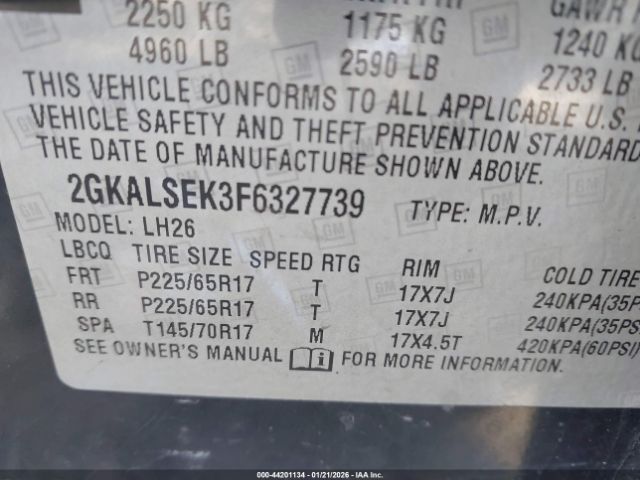 2250 KG 1175 KG 1240 KG
4960 LB 2590 LB 2733 LB
THIS VEHICLE CONFORMS TO ALL APPLICABLE U.S.
VEHICLE SAFETY AND THEFT PREVENTION STANDARD
THE DATE OF MANUFACTURE SHOWN ABOVE.
2GKALSEK3F6327739 TYPE: M.P.V.
MODEL: LH26
LBCQ TIRE SIZE SPEED RTG RIM COLD TIRE
FRT P225/65R17 T 17X7J 240KPA(35PS
RR P225/65R17 T 17X7J 240KPA(35PS
SPA T145/70R17 M 17X4.5T 420KPA(60PSI)
SEE OWNER'S MANUAL i FOR MORE INFORMATION.
GM
000-44201134 - 01/21/2026 - IAA Inc.